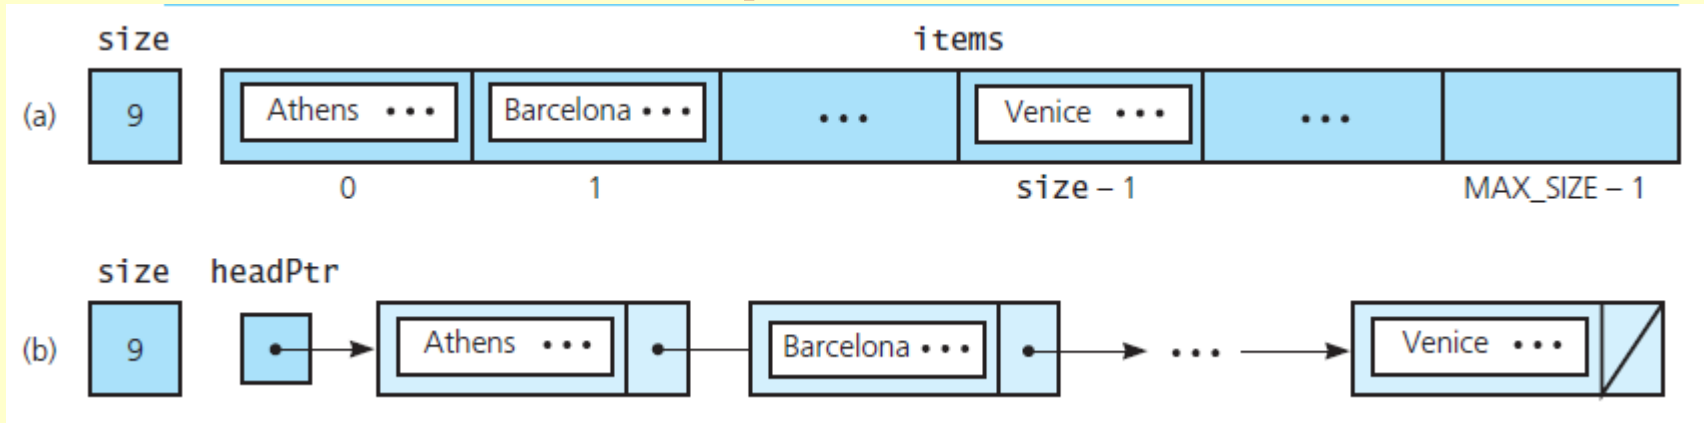 size items
(a) 9 Athens ••• Barcelona ••• ••• Venice ••• •••
0 1 size – 1 MAX_SIZE – 1
size headPtr
(b) 9 Athens ••• Barcelona ••• ••• Venice •••